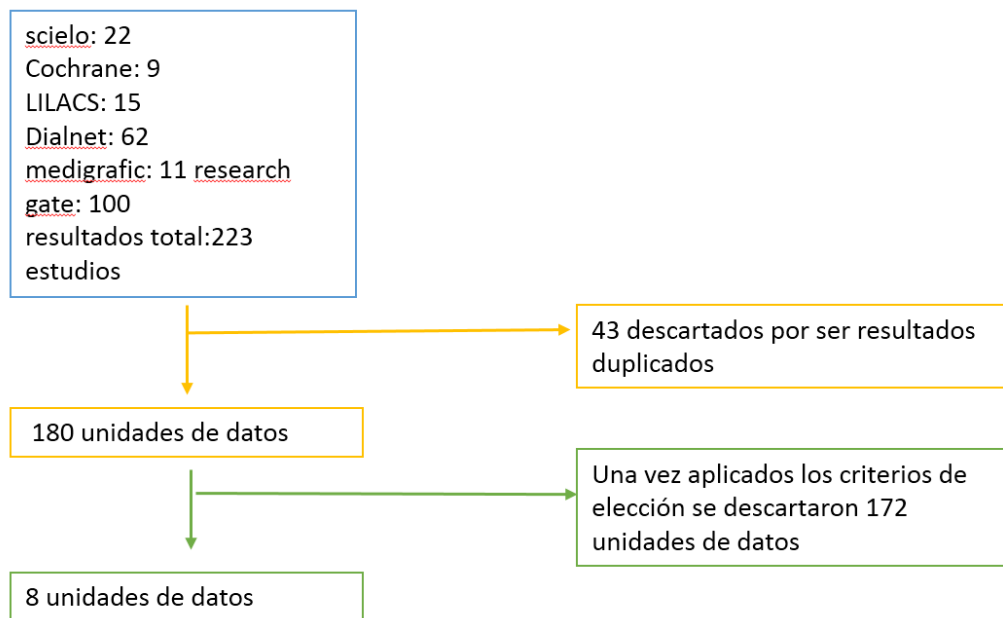 scielo: 22
Cochrane: 9
LILACS: 15
Dialnet: 62
medigrafic: 11 research
gate: 100
resultados total:223
estudios
43 descartados por ser resultados
duplicados
180 unidades de datos
Una vez aplicados los criterios de
elección se descartaron 172
unidades de datos
8 unidades de datos